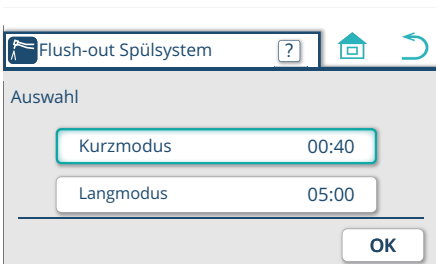 Flush-out Spülsystem ?
Auswahl
Kurzmodus 00:40
Langmodus 05:00
OK